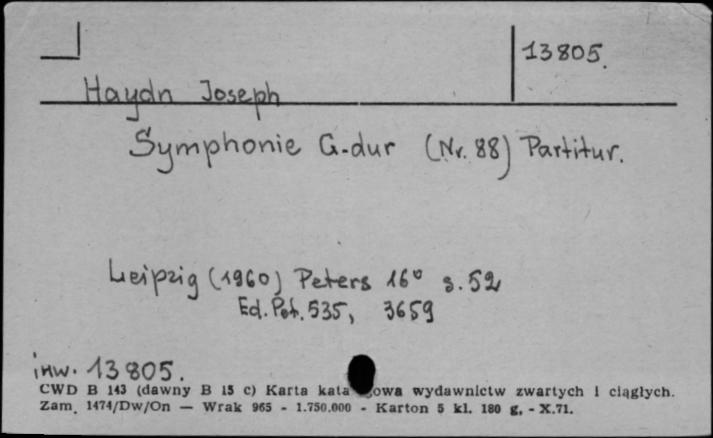 13805.
Haydn Joseph
Symphonie G-dur (Nr. 88) Partitur.
Leipzig (1960) Peters 16° s. 52
Ed. Pet. 535, 3659
inw. 13805.
CWD B 143 (dawny B 15 c) Karta kata owa wydawnictw zwartych i ciągłych.
Zam. 1474/Dw/On — Wrak 965 - 1.750.000 - Karton 5 kl. 180 g. - X.71.